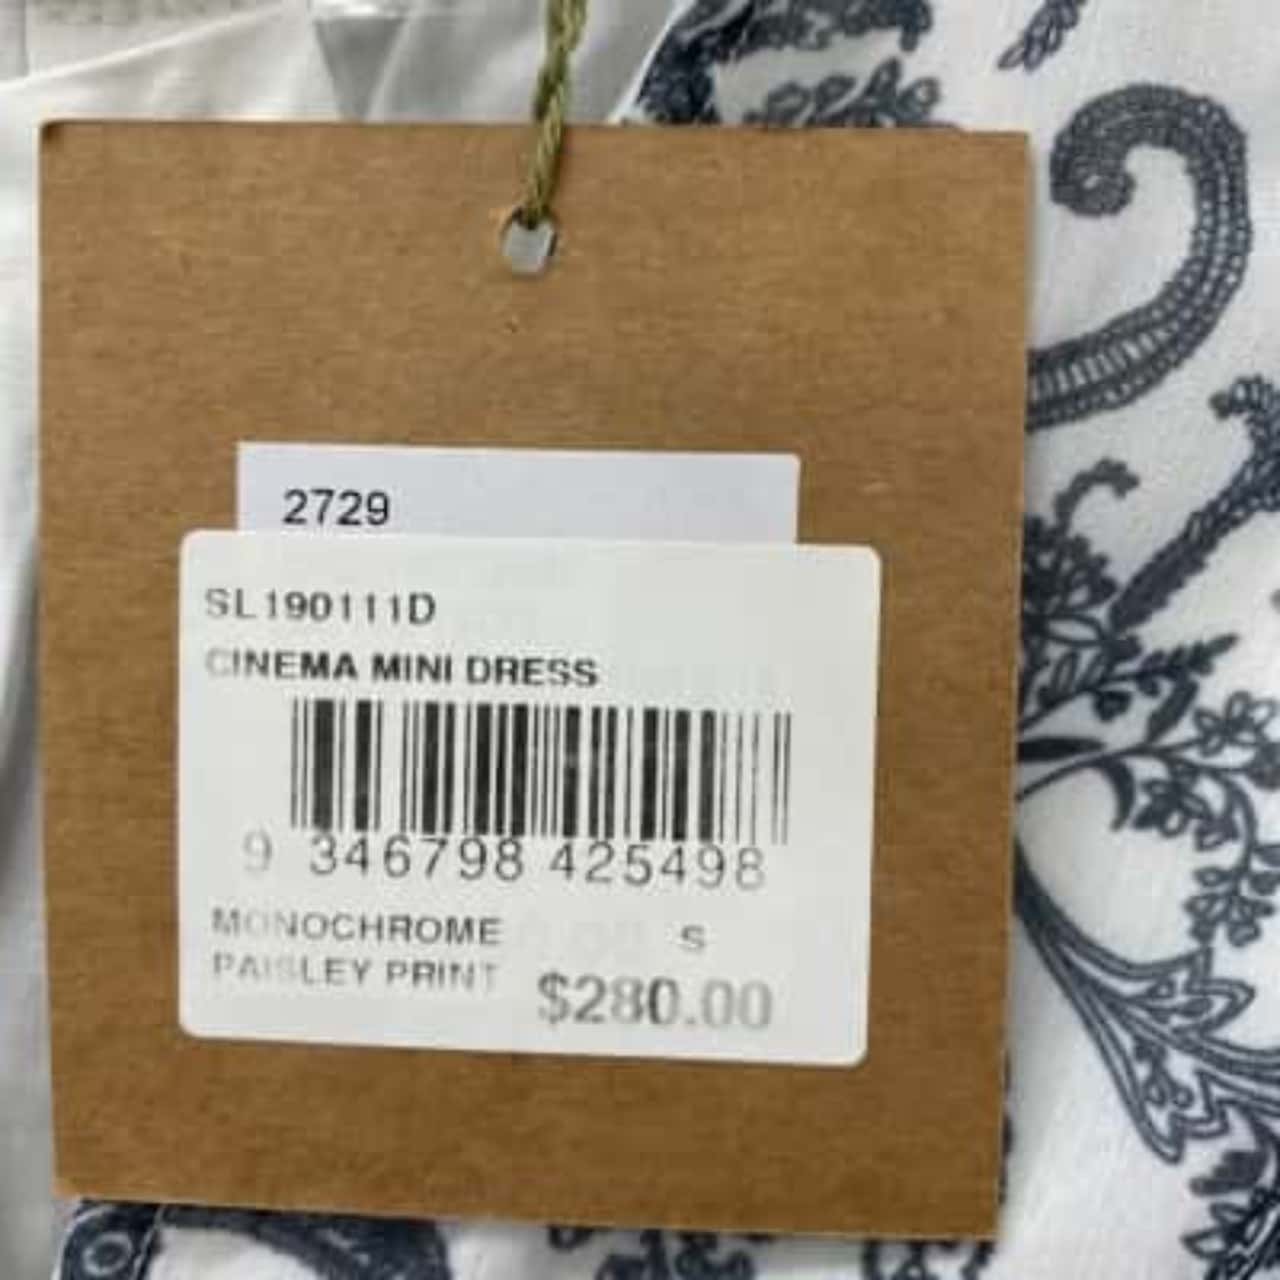 2729
SL190111D
CINEMA MINI DRESS
9 346798 425498
MONOCHROME S
PAISLEY PRINT $280.00